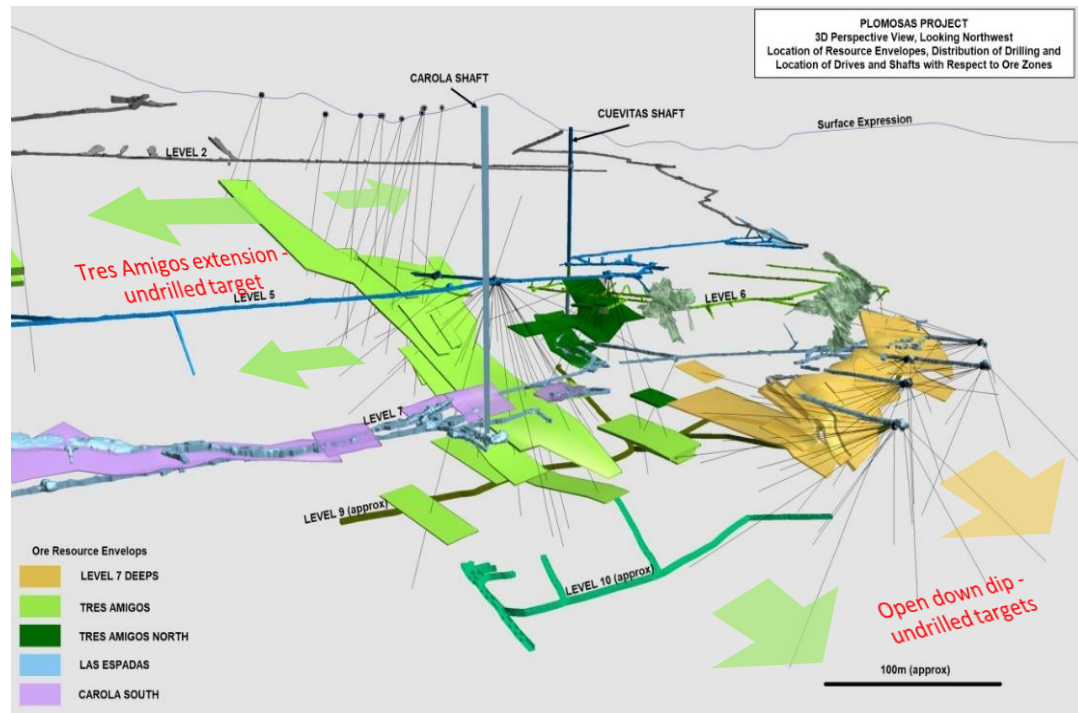 PLOMOSAS PROJECT
3D Perspective View, Looking Northwest
Location of Resource Envelopes, Distribution of Drilling and
Location of Drives and Shafts with Respect to Ore Zones
CAROLA SHAFT
CUEVITAS SHAFT
Surface Expression
LEVEL 2
Tres Amigos extension -
undrilled target
LEVEL 5
LEVEL 6
LEVEL 7
LEVEL 9 (approx)
LEVEL 10 (approx)
Open down dip -
undrilled targets
100m (approx)
Ore Resource Envelops
LEVEL 7 DEEPS
TRES AMIGOS
TRES AMIGOS NORTH
LAS ESPADAS
CAROLA SOUTH